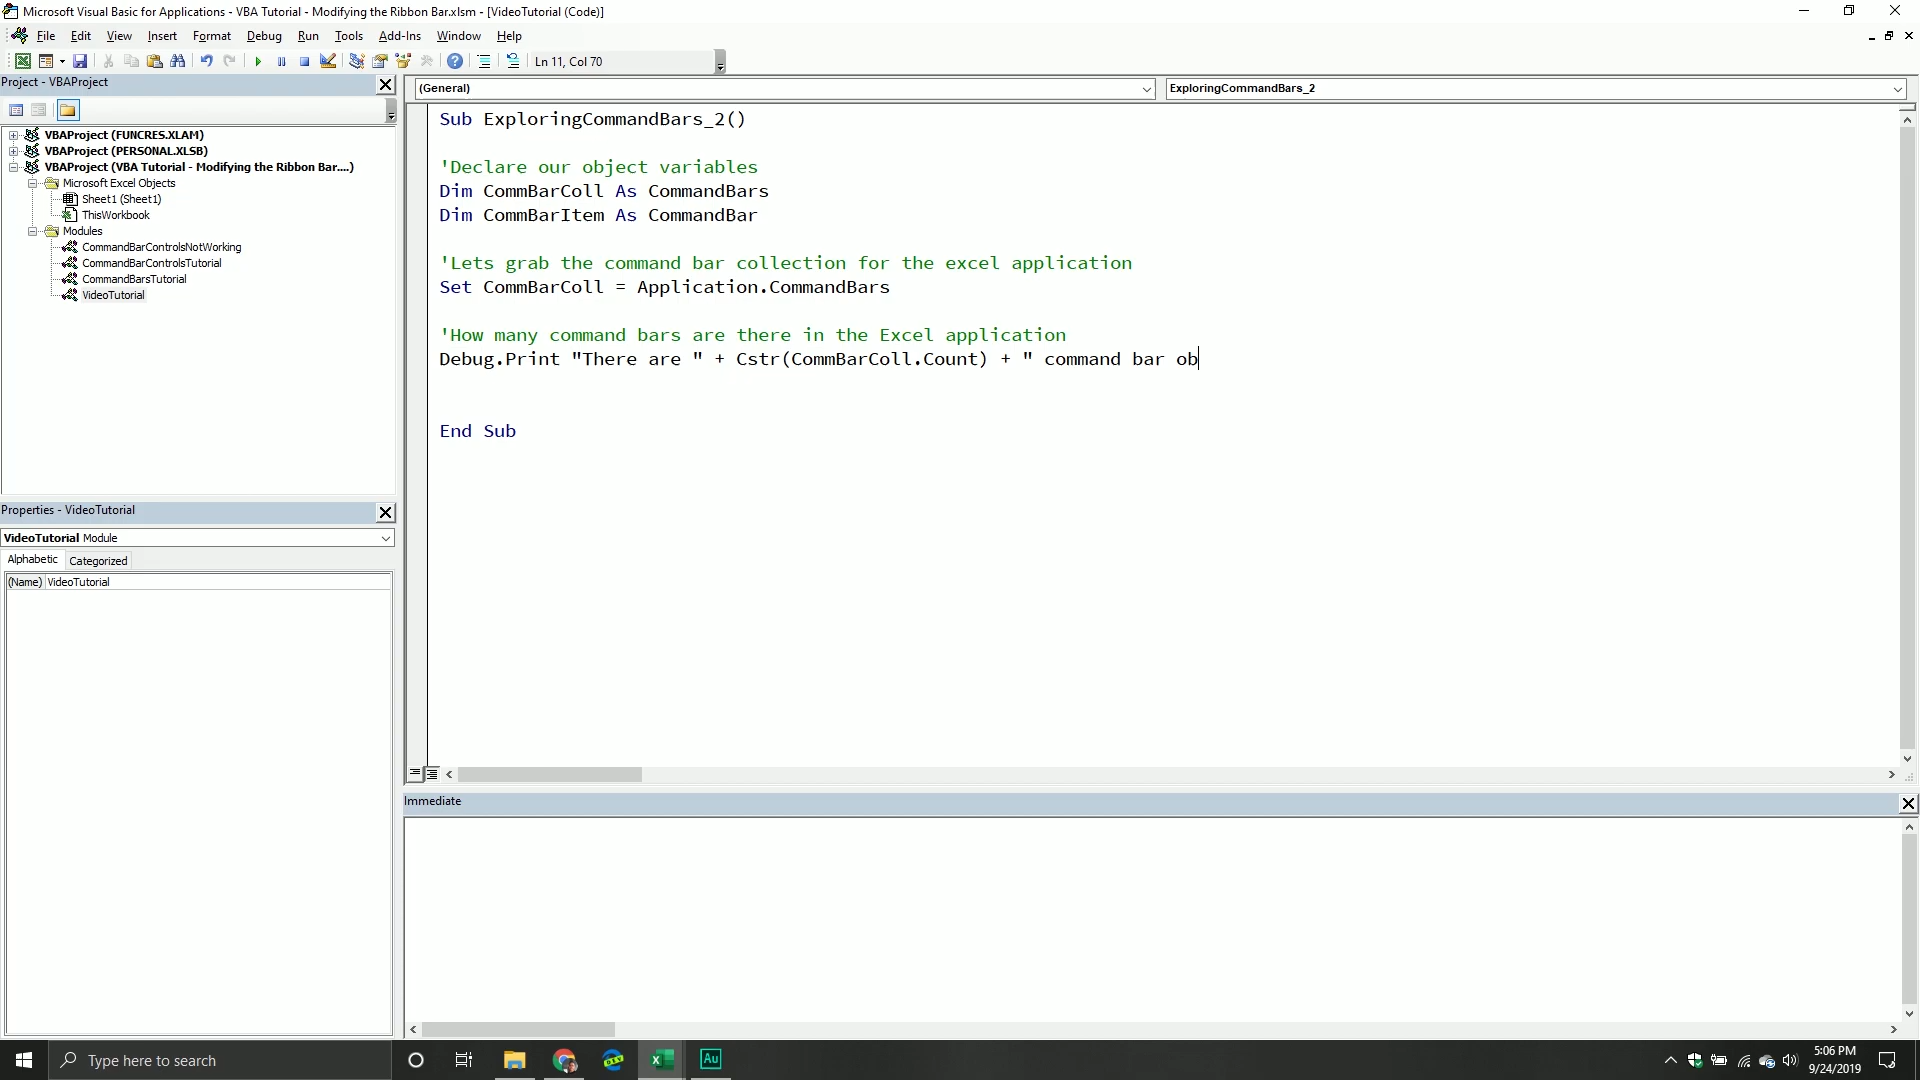 Microsoft Visual Basic for Applications - VBA Tutorial - Modifying the Ribbon Bar.xlsm - [VideoTutorial (Code)]
File Edit View Insert Format Debug Run Tools Add-Ins Window Help
Ln 11, Col 70
Project - VBAProject
VBAProject (FUNCRES.XLAM)
VBAProject (PERSONAL.XLSB)
VBAProject (VBA Tutorial - Modifying the Ribbon Bar....)
Microsoft Excel Objects
Sheet1 (Sheet1)
ThisWorkbook
Modules
CommandBarControlsNotWorking
CommandBarControlsTutorial
CommandBarsTutorial
VideoTutorial
Properties - VideoTutorial
VideoTutorial Module
Alphabetic Categorized
(Name) VideoTutorial
(General) ExploringCommandBars_2
Sub ExploringCommandBars_2()
'Declare our object variables
Dim CommBarColl As CommandBars
Dim CommBarItem As CommandBar
'Lets grab the command bar collection for the excel application
Set CommBarColl = Application.CommandBars
'How many command bars are there in the Excel application
Debug.Print "There are " + Cstr(CommBarColl.Count) + " command bar ob
End Sub
Immediate
Type here to search
Au
5:06 PM
9/24/2019